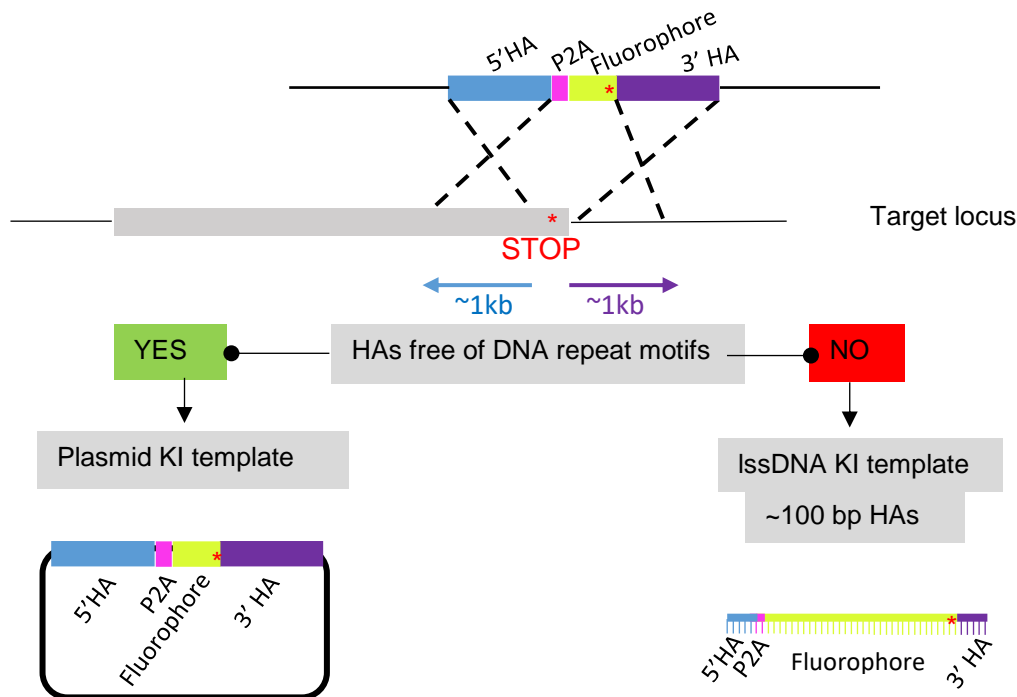 5'HA
P2A
Fluorophore
3' HA
*
*
Target locus
STOP
~1kb
~1kb
YES
HAs free of DNA repeat motifs
NO
Plasmid KI template
lssDNA KI template
~100 bp HAs
*
5'HA
P2A
Fluorophore
3' HA
*
5'HA
P2A
Fluorophore
3' HA